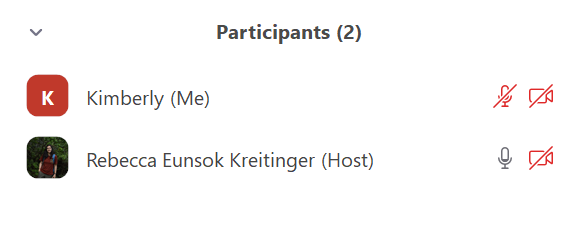 Participants (2)
K Kimberly (Me)
Rebecca Eunsok Kreitinger (Host)